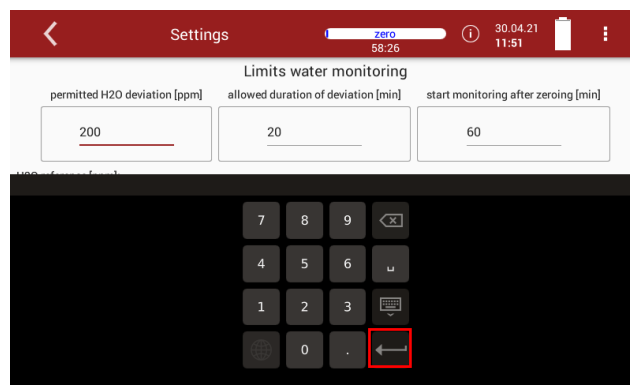 Settings
zero
58:26
30.04.21
11:51
Limits water monitoring
permitted H2O deviation [ppm]
allowed duration of deviation [min]
start monitoring after zeroing [min]
200
20
60
7 8 9
4 5 6
1 2 3
0 .